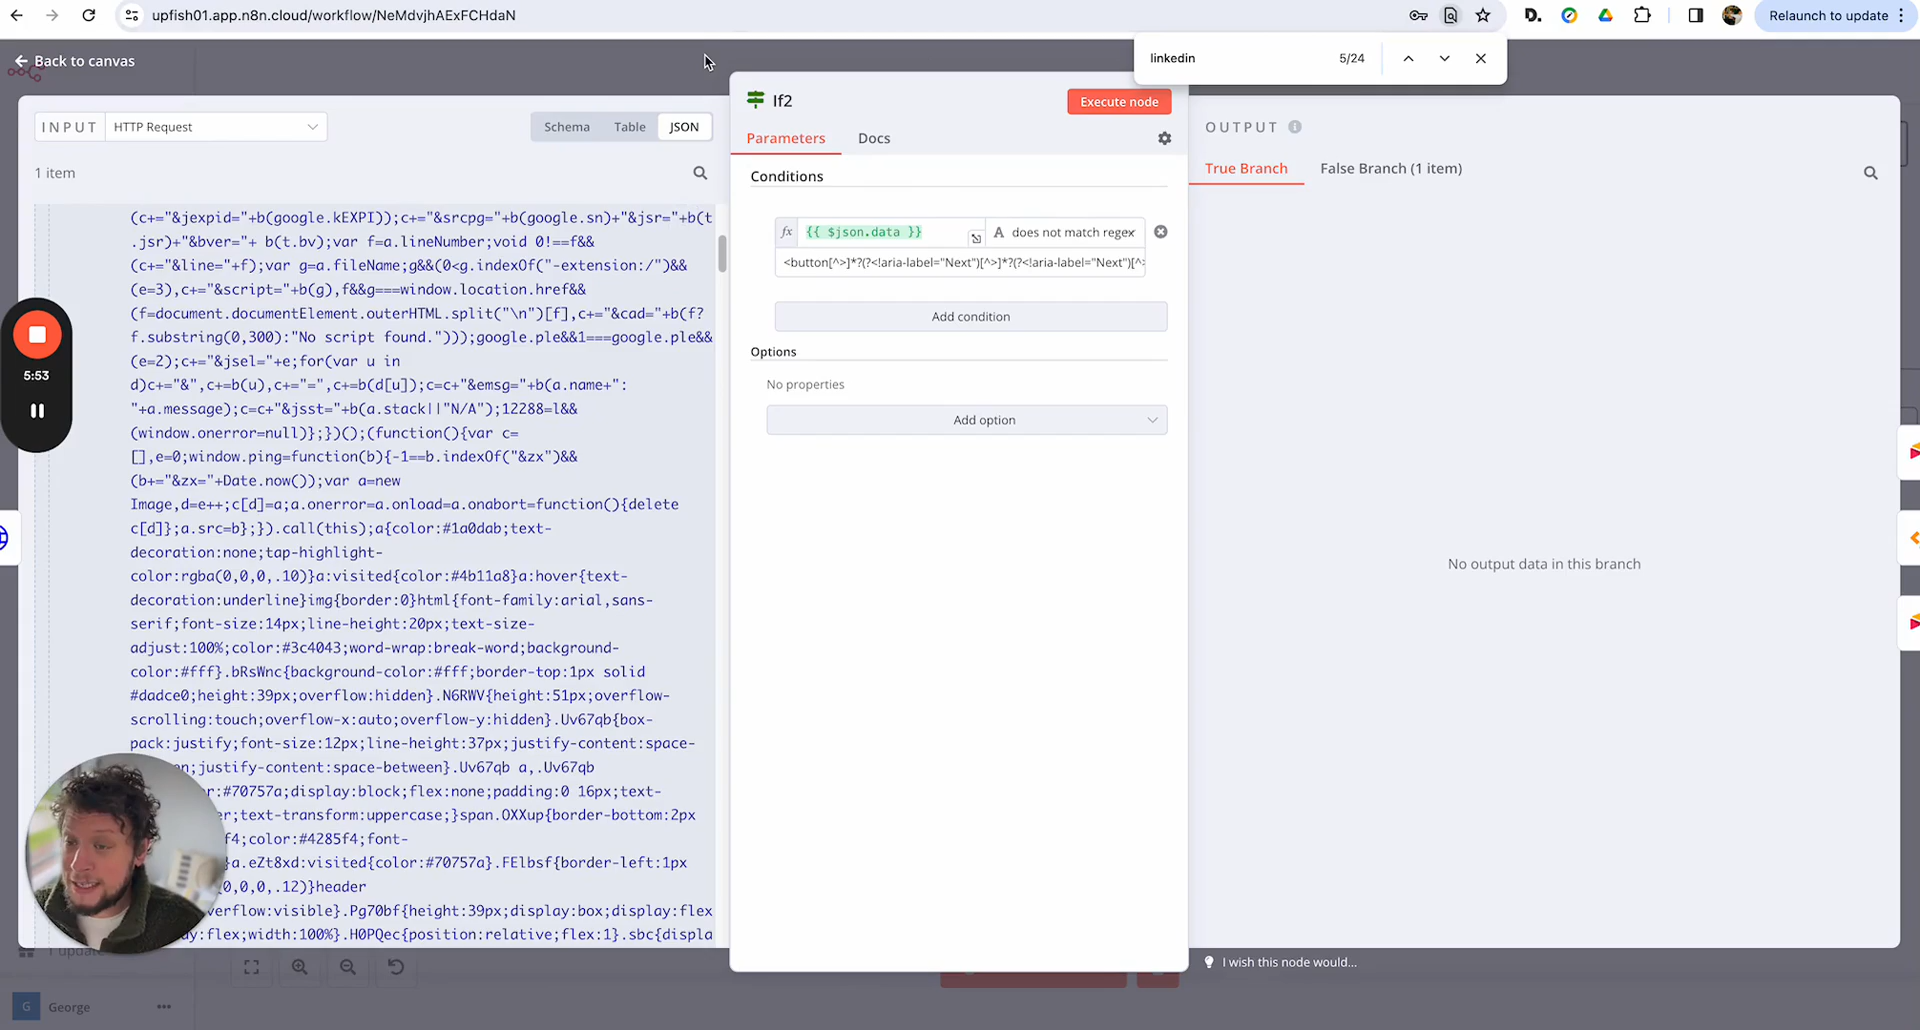 upfish01.app.n8n.cloud/workflow/NeMdvjhAExFCHdaN
Relaunch to update
linkedin
5/24
Back to canvas
INPUT
HTTP Request
Schema
Table
JSON
1 item
(c+="&jexpid="+b(google.kEXPI));c+="&srcpg="+b(google.sn)+"&jsr="+b(t
.jsr)+"&bver="+ b(t.bv);var f=a.lineNumber;void 0!==f&&
(c+="&line="+f);var g=a.fileName;g&&(0<g.indexOf("-extension:/")&&
(e=3),c+="&script="+b(g),f&&g===window.location.href&&
(f=document.documentElement.outerHTML.split("\n")[f],c+="&cad="+b(f?
f.substring(0,300):"No script found.")));google.ple&&1===google.ple&&
(e=2);c+="&jsel="+e;for(var u in
d)c+="&",c+=b(u),c+="=",c+=b(d[u]);c=c+"&emsg="+b(a.name+":
"+a.message);c=c+"&jsst="+b(a.stack||"N/A");12288=l&&
(window.onerror=null)};})();(function(){var c=
[],e=0;window.ping=function(b){-1==b.indexOf("&zx")&&
(b+="&zx="+Date.now());var a=new
Image,d=e++;c[d]=a;a.onerror=a.onload=a.onabort=function(){delete
c[d]};a.src=b};}).call(this);a{color:#1a0dab;text-
decoration:none;tap-highlight-
color:rgba(0,0,0,.10)}a:visited{color:#4b11a8}a:hover{text-
decoration:underline}img{border:0}html{font-family:arial,sans-
serif;font-size:14px;line-height:20px;text-size-
adjust:100%;color:#3c4043;word-wrap:break-word;background-
color:#fff}.bRsWnc{background-color:#fff;border-top:1px solid
#dadce0;height:39px;overflow:hidden}.N6RWV{height:51px;overflow-
scrolling:touch;overflow-x:auto;overflow-y:hidden}.Uv67qb{box-
pack:justify;font-size:12px;line-height:37px;justify-content:space-
en;justify-content:space-between}.Uv67qb a,.Uv67qb
r:#70757a;display:block;flex:none;padding:0 16px;text-
ter;text-transform:uppercase;}span.OXXup{border-bottom:2px
f4;color:#4285f4;font-
}a.eZt8xd:visited{color:#70757a}.FElbsf{border-left:1px
(0,0,0,.12)}header
overflow:visible}.Pg70bf{height:39px;display:box;display:flex
ay:flex;width:100%}.H0PQec{position:relative;flex:1}.sbc{displa
5:53
If2
Execute node
Parameters
Docs
Conditions
fx
{{ $json.data }}
A does not match regex
<button[^>]*?(?<!aria-label="Next")[^>]*?(?<!aria-label="Next")[^>
Add condition
Options
No properties
Add option
OUTPUT
True Branch
False Branch (1 item)
No output data in this branch
I wish this node would...
1 update
G
George